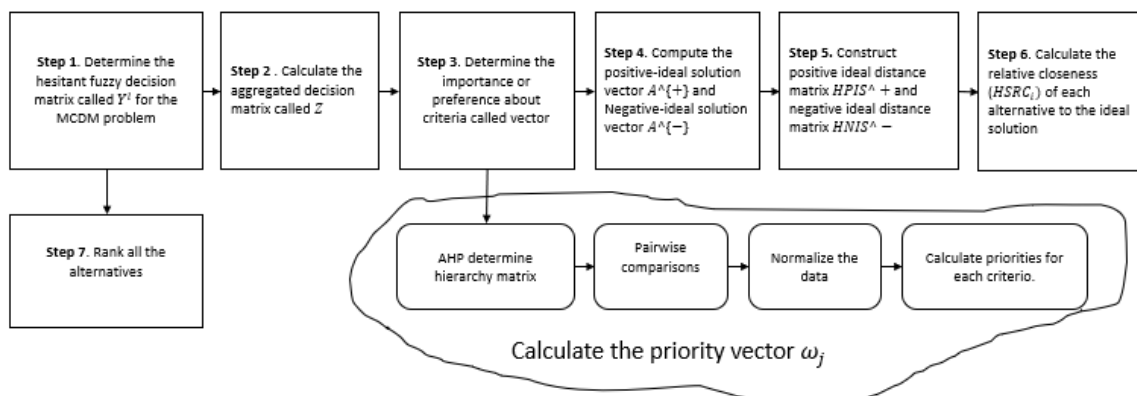 Step 1. Determine the
hesitant fuzzy decision
matrix called Yˡ for the
MCDM problem
Step 2 . Calculate the
aggregated decision
matrix called Z
Step 3. Determine the
importance or
preference about
criteria called vector
Step 4. Compute the
positive-ideal solution
vector A^{+} and
Negative-ideal solution
vector A^{−}
Step 5. Construct
positive ideal distance
matrix HPIS^ + and
negative ideal distance
matrix HNIS^ −
Step 6. Calculate the
relative closeness
(HSRCᵢ) of each
alternative to the ideal
solution
Step 7. Rank all the
alternatives
AHP determine
hierarchy matrix
Pairwise
comparisons
Normalize the
data
Calculate priorities for
each criterio.
Calculate the priority vector ωⱼ